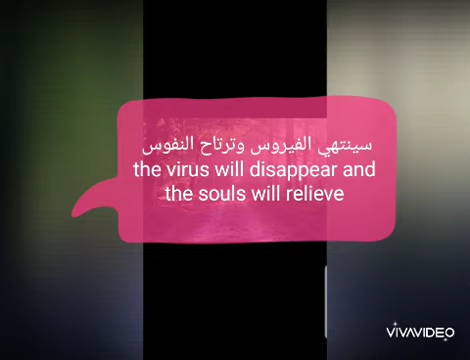 سينتهي الفيروس وترتاح النفوس
the virus will disappear and
the souls will relieve
VIVAVIDEO